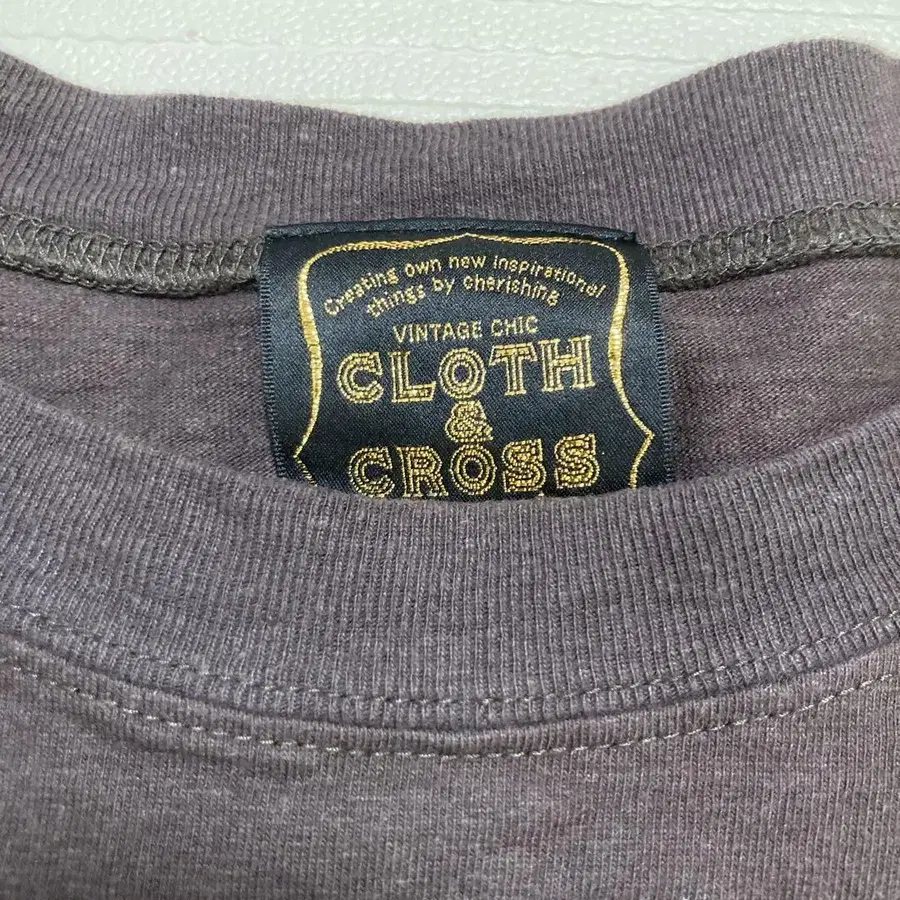 Creating own new inspirational
things by cherishing
VINTAGE CHIC
CLOTH
&
CROSS